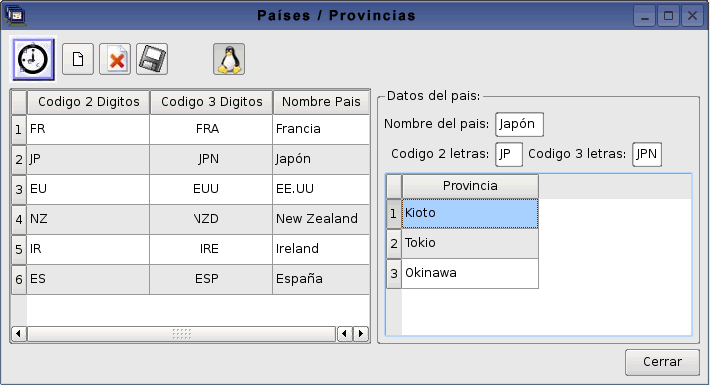 Países / Provincias
Codigo 2 Digitos Codigo 3 Digitos Nombre Pais
1 FR FRA Francia
2 JP JPN Japón
3 EU EUU EE.UU
4 NZ NZD New Zealand
5 IR IRE Ireland
6 ES ESP España
Datos del pais:
Nombre del pais: Japón
Codigo 2 letras: JP Codigo 3 letras: JPN
Provincia
1 Kioto
2 Tokio
3 Okinawa
Cerrar